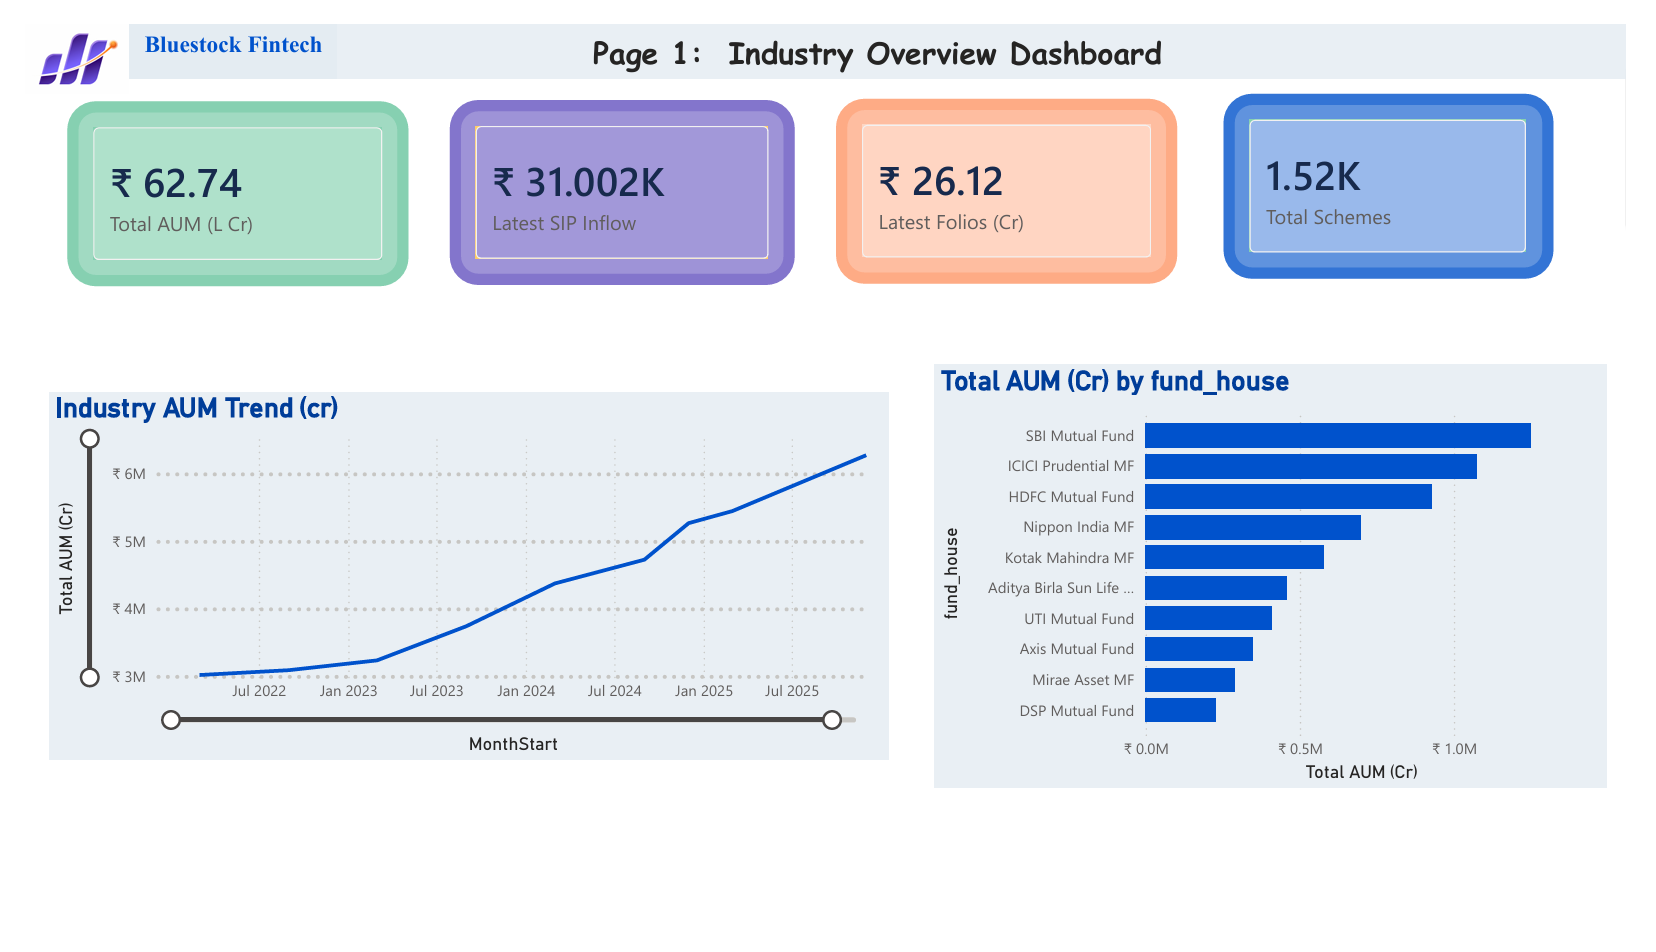 Bluestock Fintech
Page 1: Industry Overview Dashboard
₹ 62.74
Total AUM (L Cr)
₹ 31.002K
Latest SIP Inflow
₹ 26.12
Latest Folios (Cr)
1.52K
Total Schemes
Industry AUM Trend (cr)
Total AUM (Cr)
₹ 6M
₹ 5M
₹ 4M
₹ 3M
Jul 2022 Jan 2023 Jul 2023 Jan 2024 Jul 2024 Jan 2025 Jul 2025
MonthStart
Total AUM (Cr) by fund_house
fund_house
SBI Mutual Fund
ICICI Prudential MF
HDFC Mutual Fund
Nippon India MF
Kotak Mahindra MF
Aditya Birla Sun Life ...
UTI Mutual Fund
Axis Mutual Fund
Mirae Asset MF
DSP Mutual Fund
₹ 0.0M ₹ 0.5M ₹ 1.0M
Total AUM (Cr)